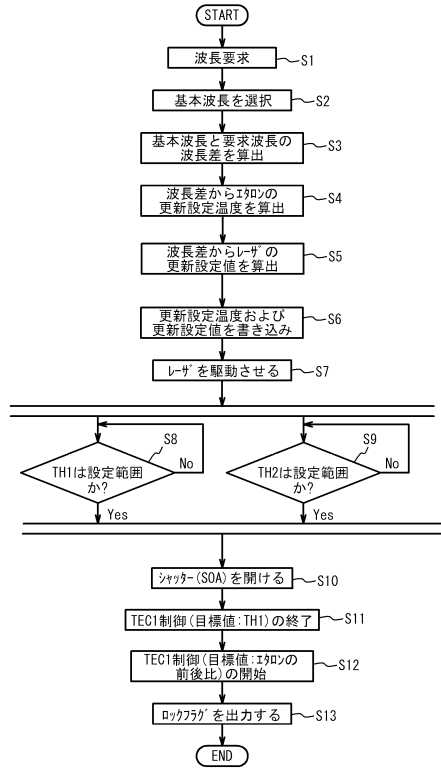 START
波長要求
S1
基本波長を選択
S2
基本波長と要求波長の
波長差を算出
S3
波長差からエタロンの
更新設定温度を算出
S4
波長差からレーザの
更新設定値を算出
S5
更新設定温度および
更新設定値を書き込み
S6
レーザを駆動させる
S7
S8
TH1は設定範囲
か?
No
Yes
S9
TH2は設定範囲
か?
No
Yes
シャッター(SOA)を開ける
S10
TEC1制御(目標値:TH1)の終了
S11
TEC1制御(目標値:エタロンの
前後比)の開始
S12
ロックフラグを出力する
S13
END